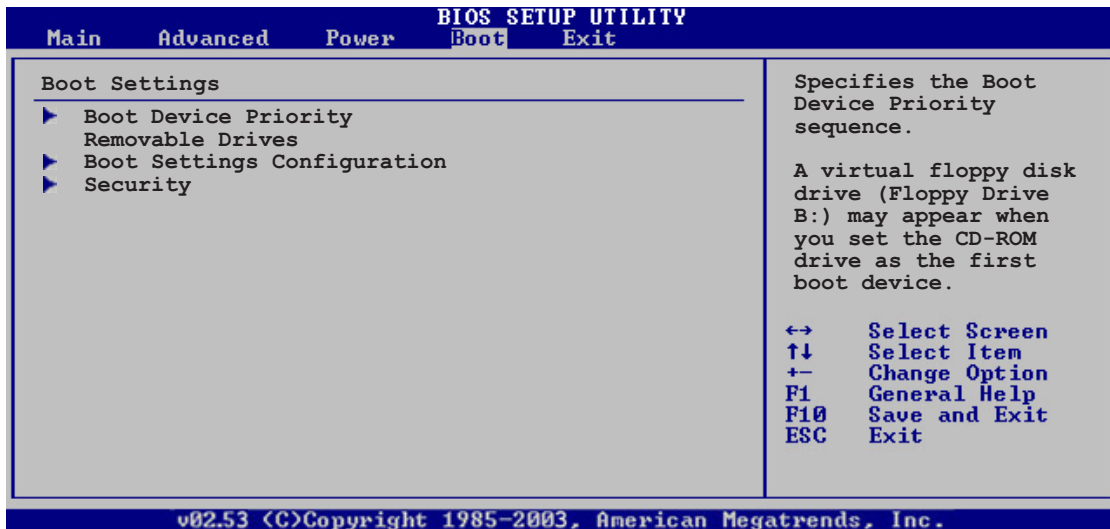 BIOS SETUP UTILITY
Main Advanced Power Boot Exit
Boot Settings
Boot Device Priority
Removable Drives
Boot Settings Configuration
Security
Specifies the Boot
Device Priority
sequence.
A virtual floppy disk
drive (Floppy Drive
B:) may appear when
you set the CD-ROM
drive as the first
boot device.
←→ Select Screen
↑↓ Select Item
+− Change Option
F1 General Help
F10 Save and Exit
ESC Exit
v02.53 (C)Copyright 1985-2003, American Megatrends, Inc.